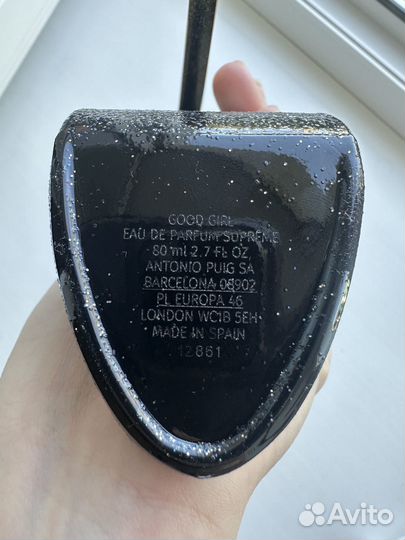 GOOD GIRL
EAU DE PARFUM SUPREME
80 ml 2.7 FL OZ
ANTONIO PUIG SA
BARCELONA 08902
PL EUROPA 46
LONDON WC1B 5EH
MADE IN SPAIN
12661
Avito